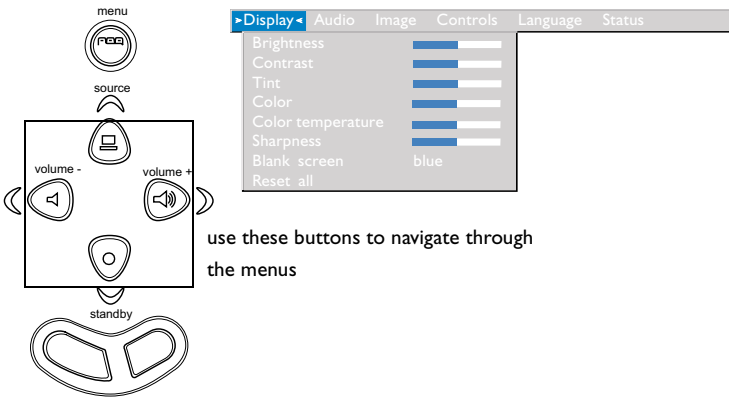 menu
source
volume -
volume +
standby
➤Display◄ Audio Image Controls Language Status
Brightness
Contrast
Tint
Color
Color temperature
Sharpness
Blank screen blue
Reset all
use these buttons to navigate through
the menus